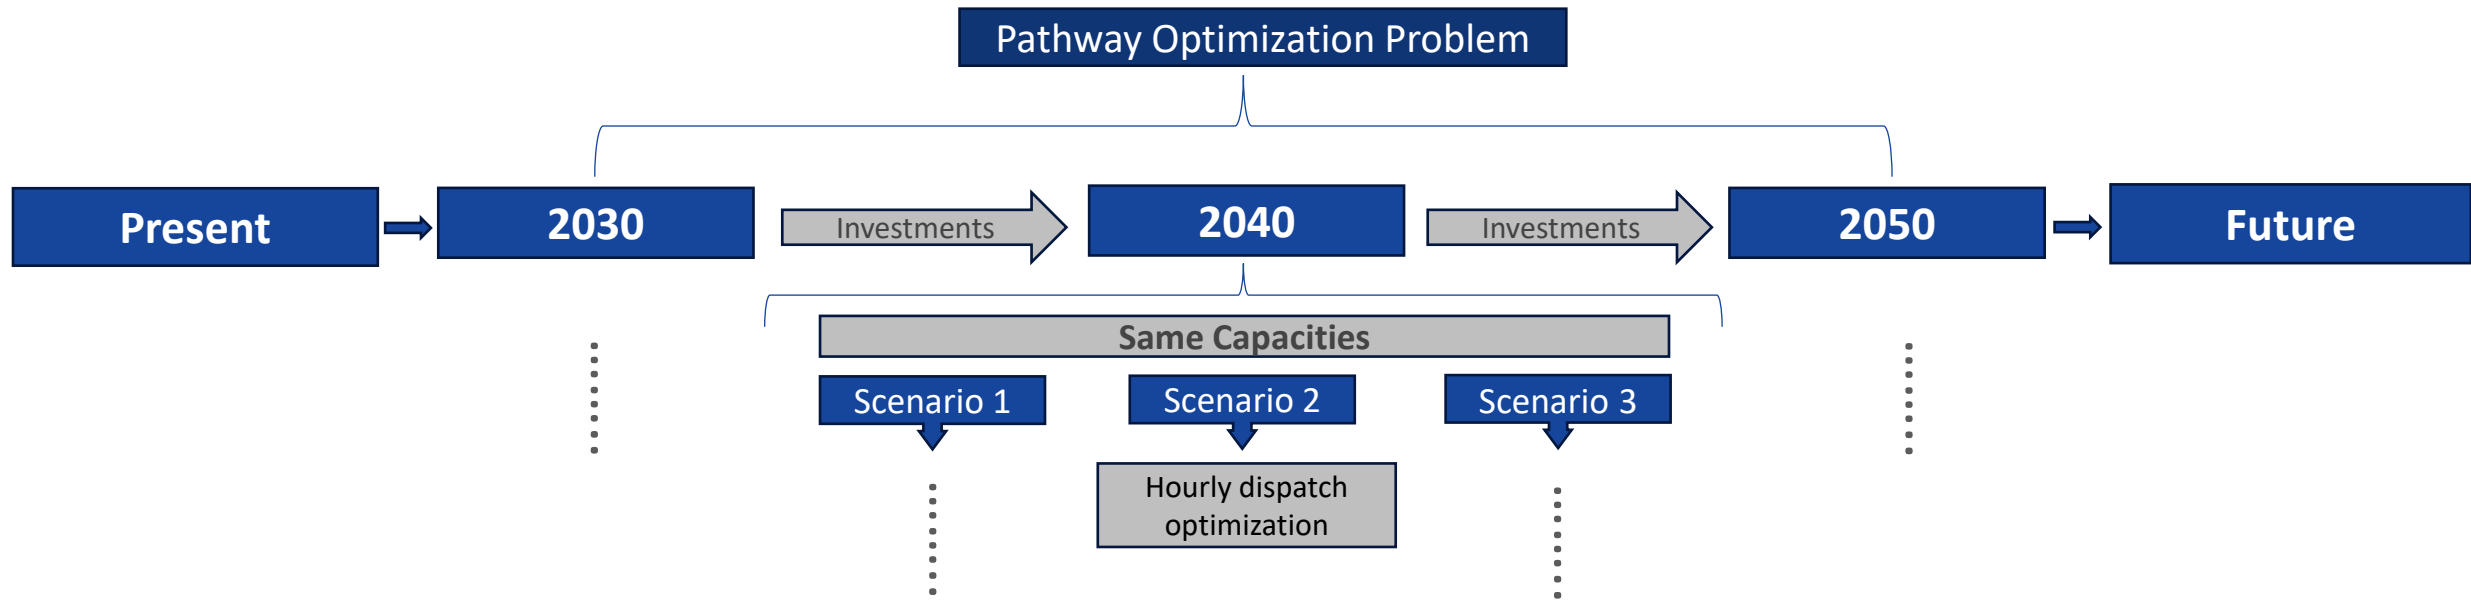 Pathway Optimization Problem
Present
2030
Investments
2040
Investments
2050
Future
Same Capacities
Scenario 1
Scenario 2
Scenario 3
Hourly dispatch
optimization